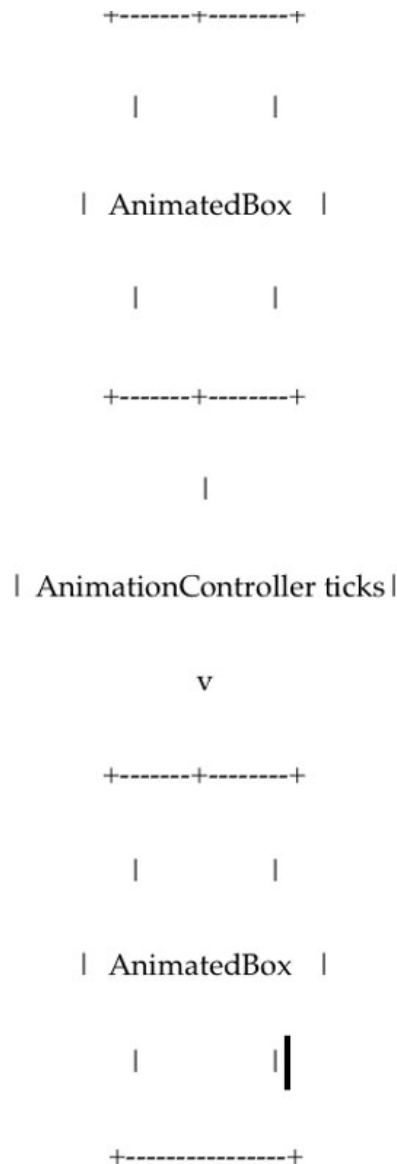 +-------+--------+
| |
| AnimatedBox |
| |
+-------+--------+
|
| AnimationController ticks|
v
+-------+--------+
| |
| AnimatedBox |
| |
+----------------+